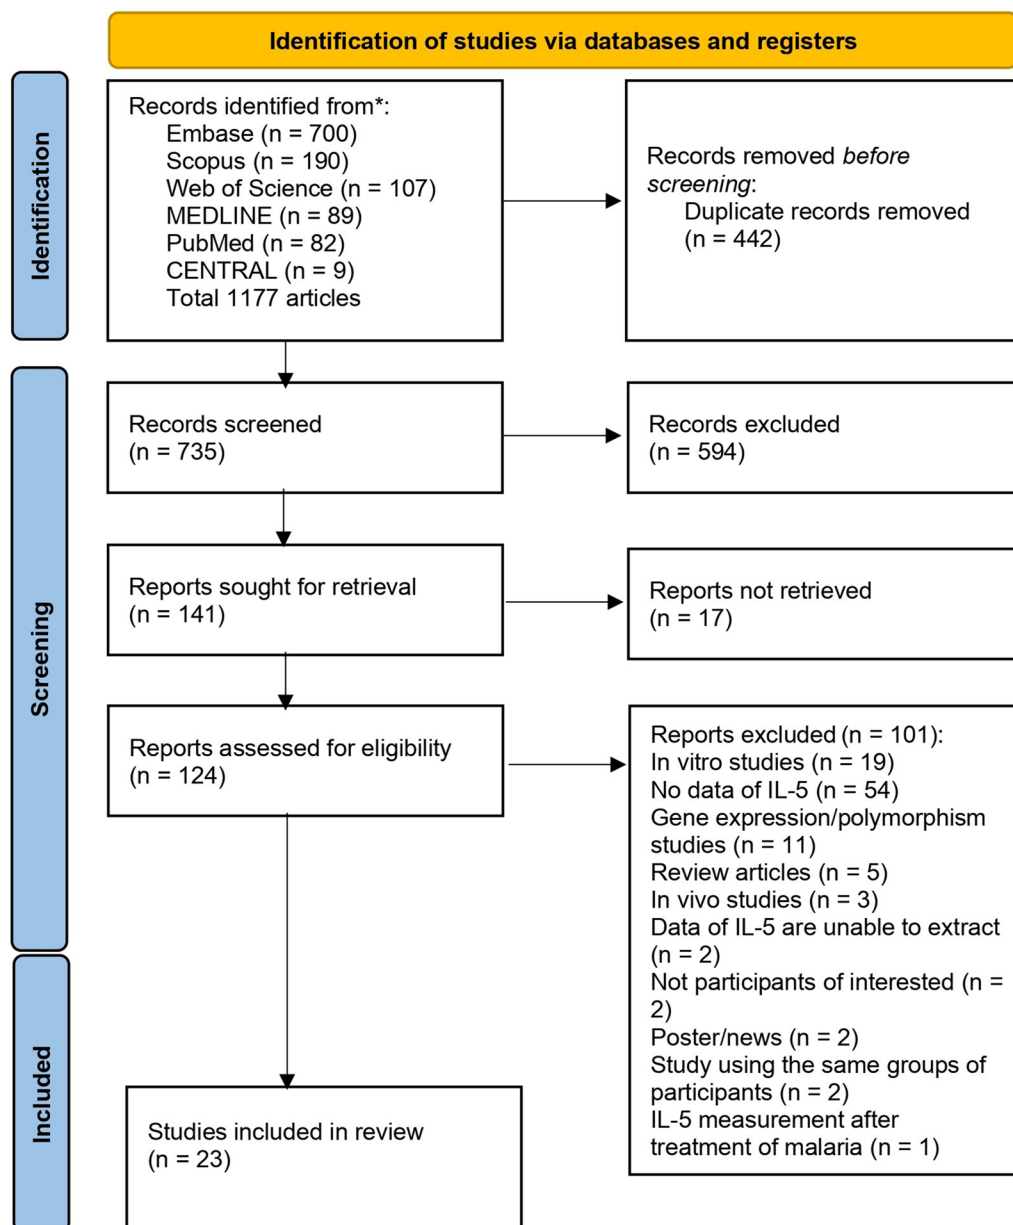 Identification of studies via databases and registers
Identification
Records identified from*:
Embase (n = 700)
Scopus (n = 190)
Web of Science (n = 107)
MEDLINE (n = 89)
PubMed (n = 82)
CENTRAL (n = 9)
Total 1177 articles
Records removed before
screening:
Duplicate records removed
(n = 442)
Screening
Records screened
(n = 735)
Records excluded
(n = 594)
Reports sought for retrieval
(n = 141)
Reports not retrieved
(n = 17)
Reports assessed for eligibility
(n = 124)
Reports excluded (n = 101):
In vitro studies (n = 19)
No data of IL-5 (n = 54)
Gene expression/polymorphism
studies (n = 11)
Review articles (n = 5)
In vivo studies (n = 3)
Data of IL-5 are unable to extract
(n = 2)
Not participants of interested (n =
2)
Poster/news (n = 2)
Study using the same groups of
participants (n = 2)
IL-5 measurement after
treatment of malaria (n = 1)
Included
Studies included in review
(n = 23)